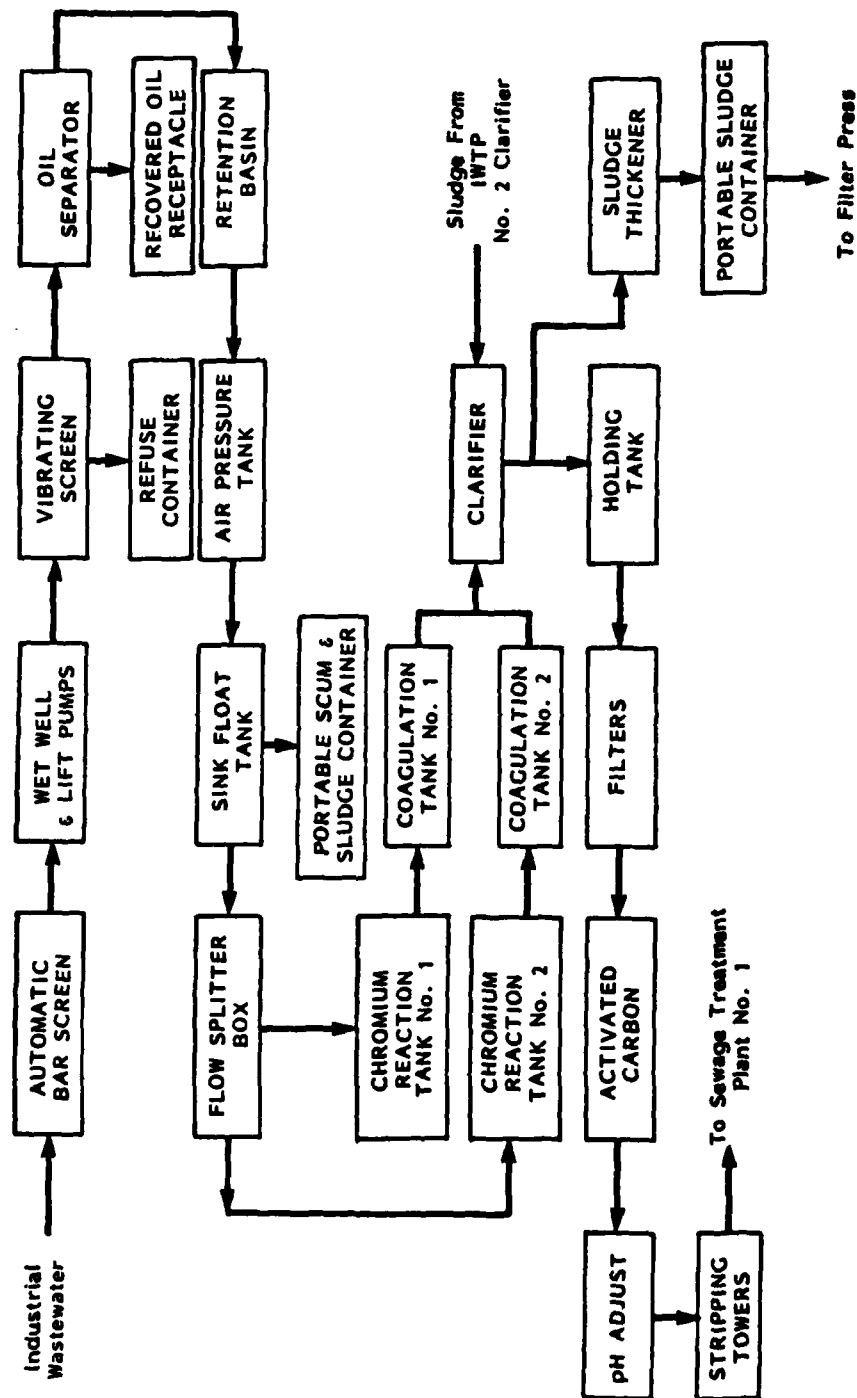 Industrial
Wastewater
AUTOMATIC
BAR SCREEN
WET WELL
& LIFT PUMPS
VIBRATING
SCREEN
OIL
SEPARATOR
REFUSE
CONTAINER
RECOVERED OIL
RECEPTACLE
FLOW SPLITTER
BOX
SINK FLOAT
TANK
AIR PRESSURE
TANK
RETENTION
BASIN
PORTABLE SCUM &
SLUDGE CONTAINER
CHROMIUM
REACTION
TANK No. 1
COAGULATION
TANK No. 1
CLARIFIER
Sludge From
IWTP
No. 2 Clarifier
CHROMIUM
REACTION
TANK No. 2
COAGULATION
TANK No. 2
pH ADJUST
ACTIVATED
CARBON
FILTERS
HOLDING
TANK
SLUDGE
THICKENER
STRIPPING
TOWERS
To Sewage Treatment
Plant No. 1
PORTABLE SLUDGE
CONTAINER
To Filter Press